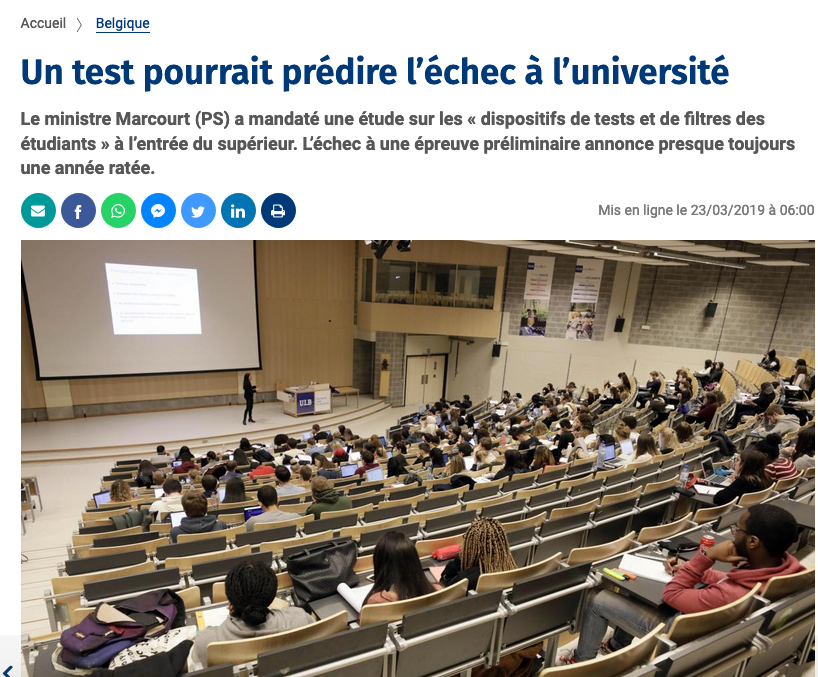 Accueil > Belgique
Un test pourrait prédire l’échec à l’université
Le ministre Marcourt (PS) a mandaté une étude sur les « dispositifs de tests et de filtres des
étudiants » à l’entrée du supérieur. L’échec à une épreuve préliminaire annonce presque toujours
une année ratée.
Mis en ligne le 23/03/2019 à 06:00
ULB